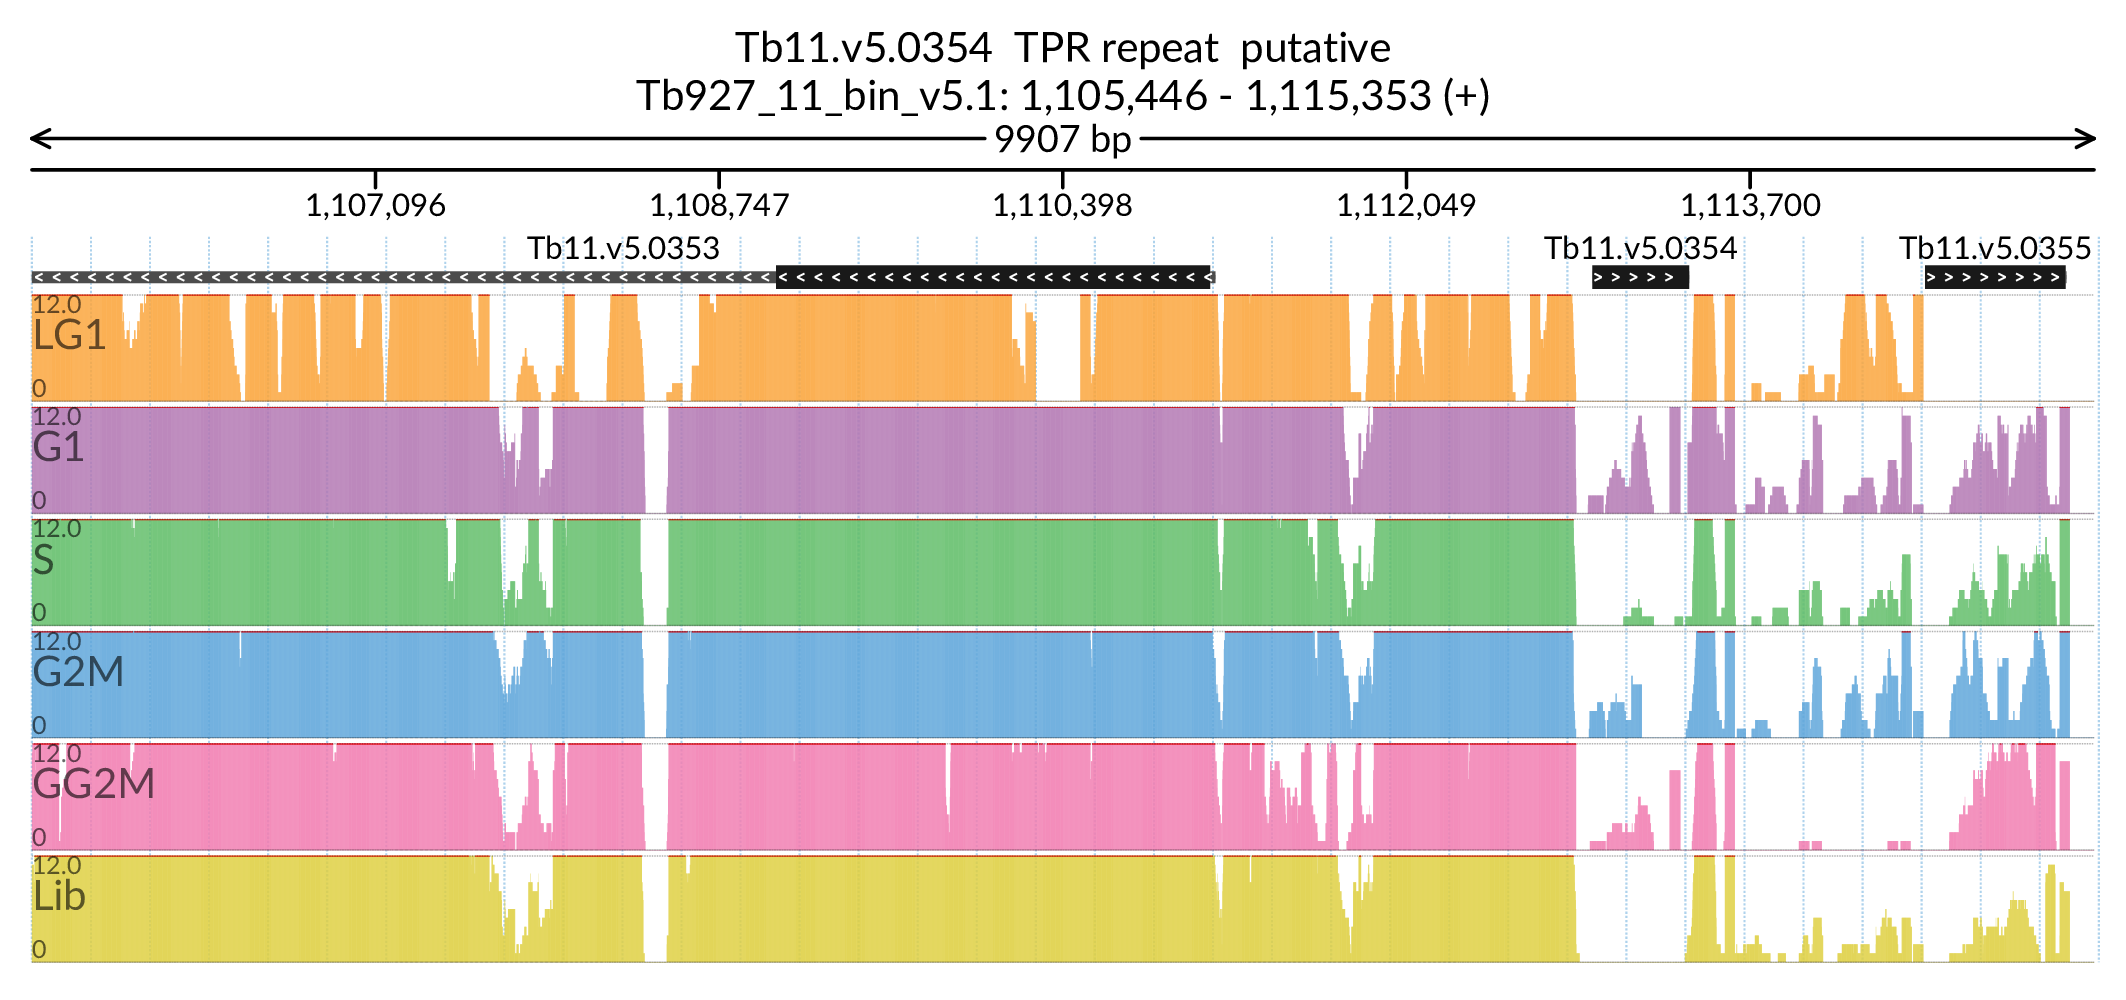 Tb11.v5.0354  TPR repeat  putative
Tb927_11_bin_v5.1: 1,105,446 - 1,115,353 (+)
9907 bp
1,107,096 1,108,747 1,110,398 1,112,049 1,113,700
Tb11.v5.0353 Tb11.v5.0354 Tb11.v5.0355
12.0
LG1
0
12.0
G1
0
12.0
S
0
12.0
G2M
0
12.0
GG2M
0
12.0
Lib
0